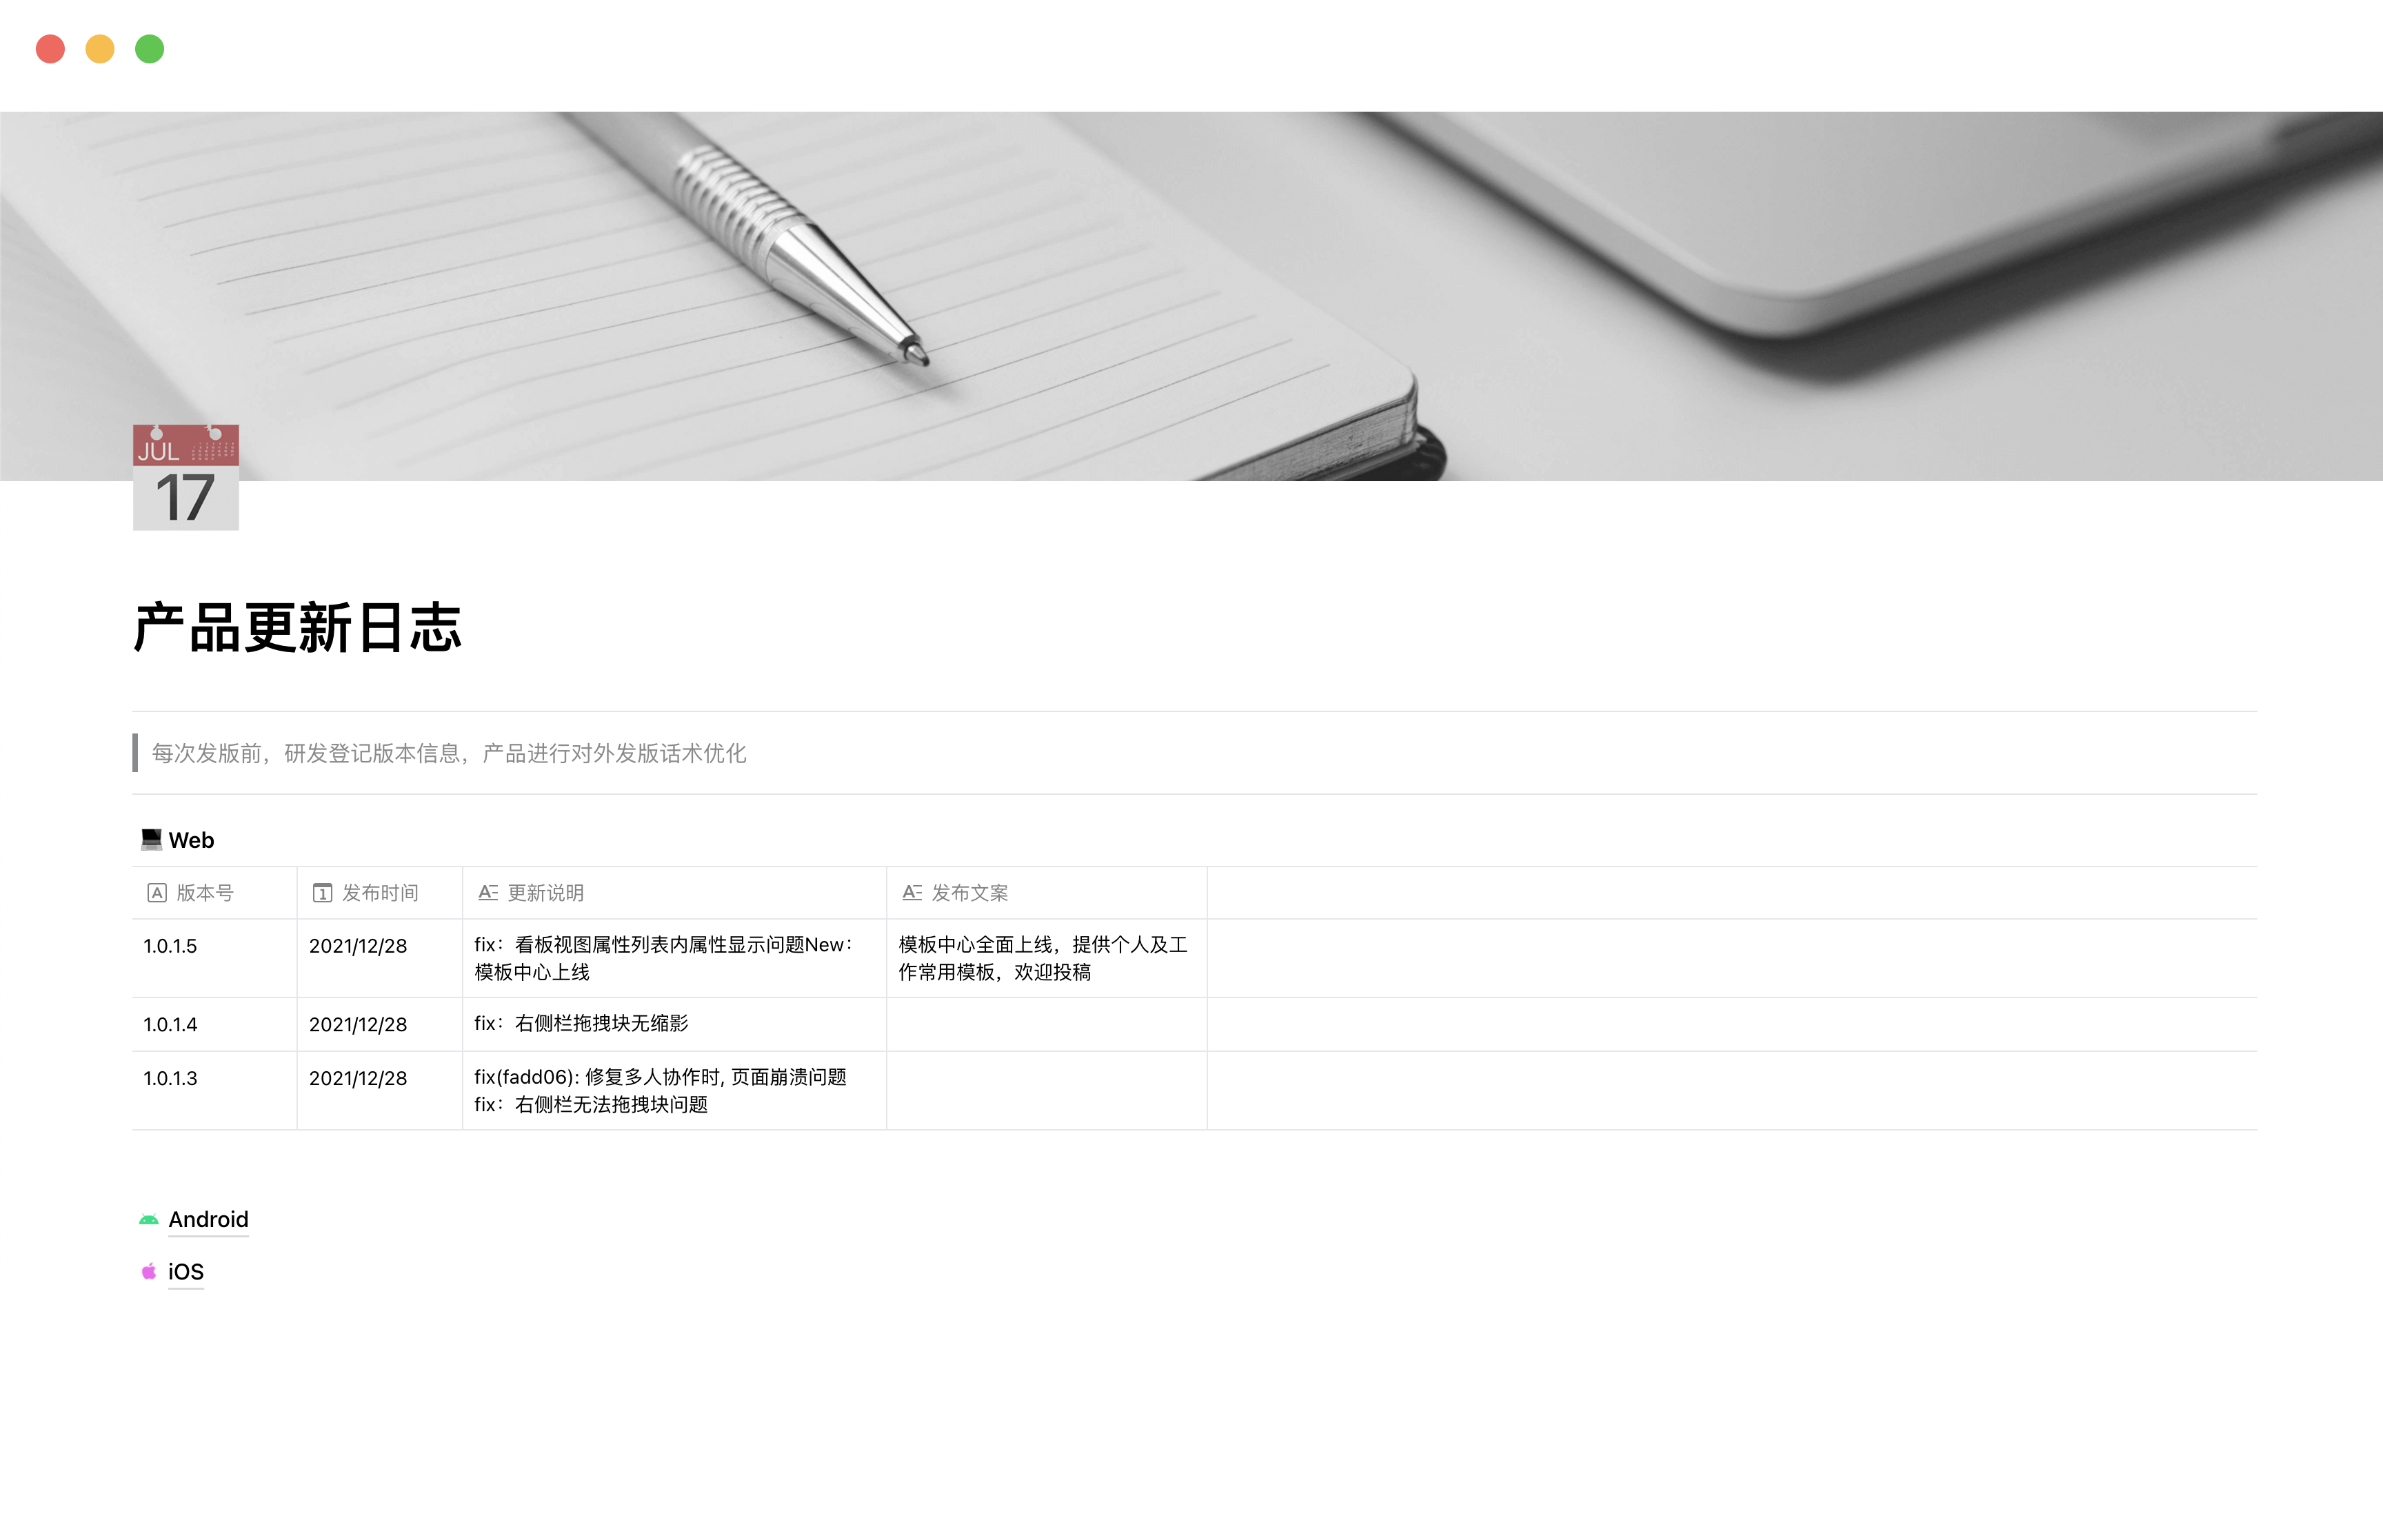 JUL
17
产品更新日志
每次发版前，研发登记版本信息，产品进行对外发版话术优化
Web
版本号 发布时间 更新说明 发布文案
1.0.1.5 2021/12/28 fix：看板视图属性列表内属性显示问题New： 模板中心全面上线，提供个人及工
模板中心上线 作常用模板，欢迎投稿
1.0.1.4 2021/12/28 fix：右侧栏拖拽块无缩影
1.0.1.3 2021/12/28 fix(fadd06): 修复多人协作时, 页面崩溃问题
fix：右侧栏无法拖拽块问题
Android
iOS